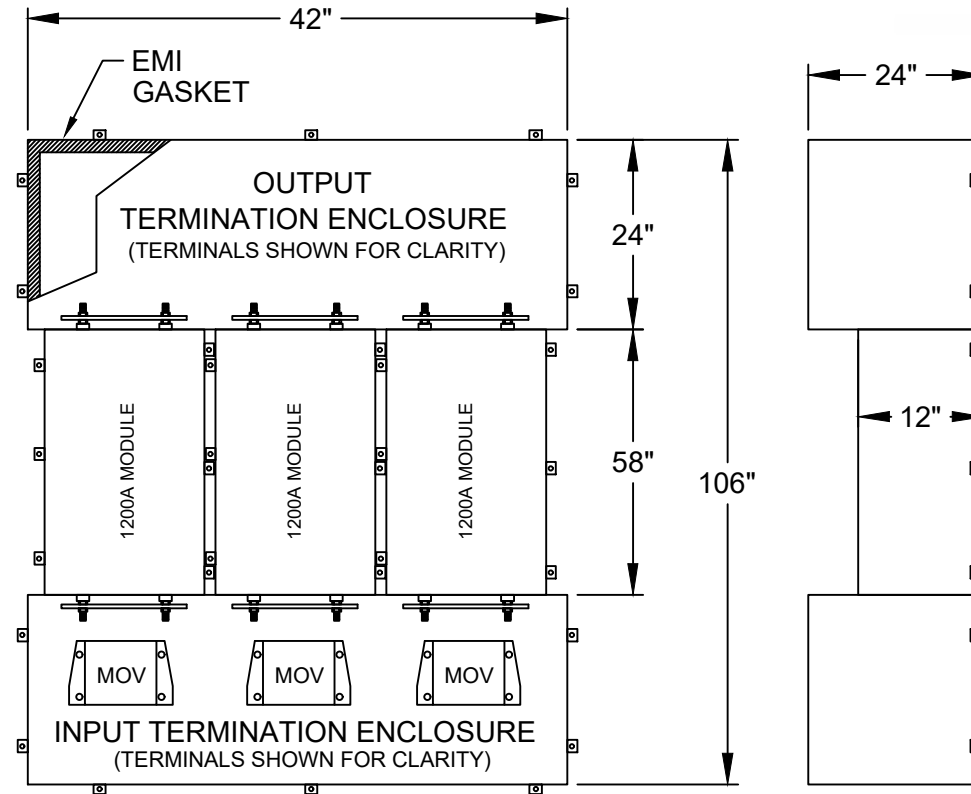 42"
EMI
GASKET
24"
OUTPUT
TERMINATION ENCLOSURE
(TERMINALS SHOWN FOR CLARITY)
24"
1200A MODULE
1200A MODULE
1200A MODULE
12"
58"
106"
MOV
MOV
MOV
INPUT TERMINATION ENCLOSURE
(TERMINALS SHOWN FOR CLARITY)